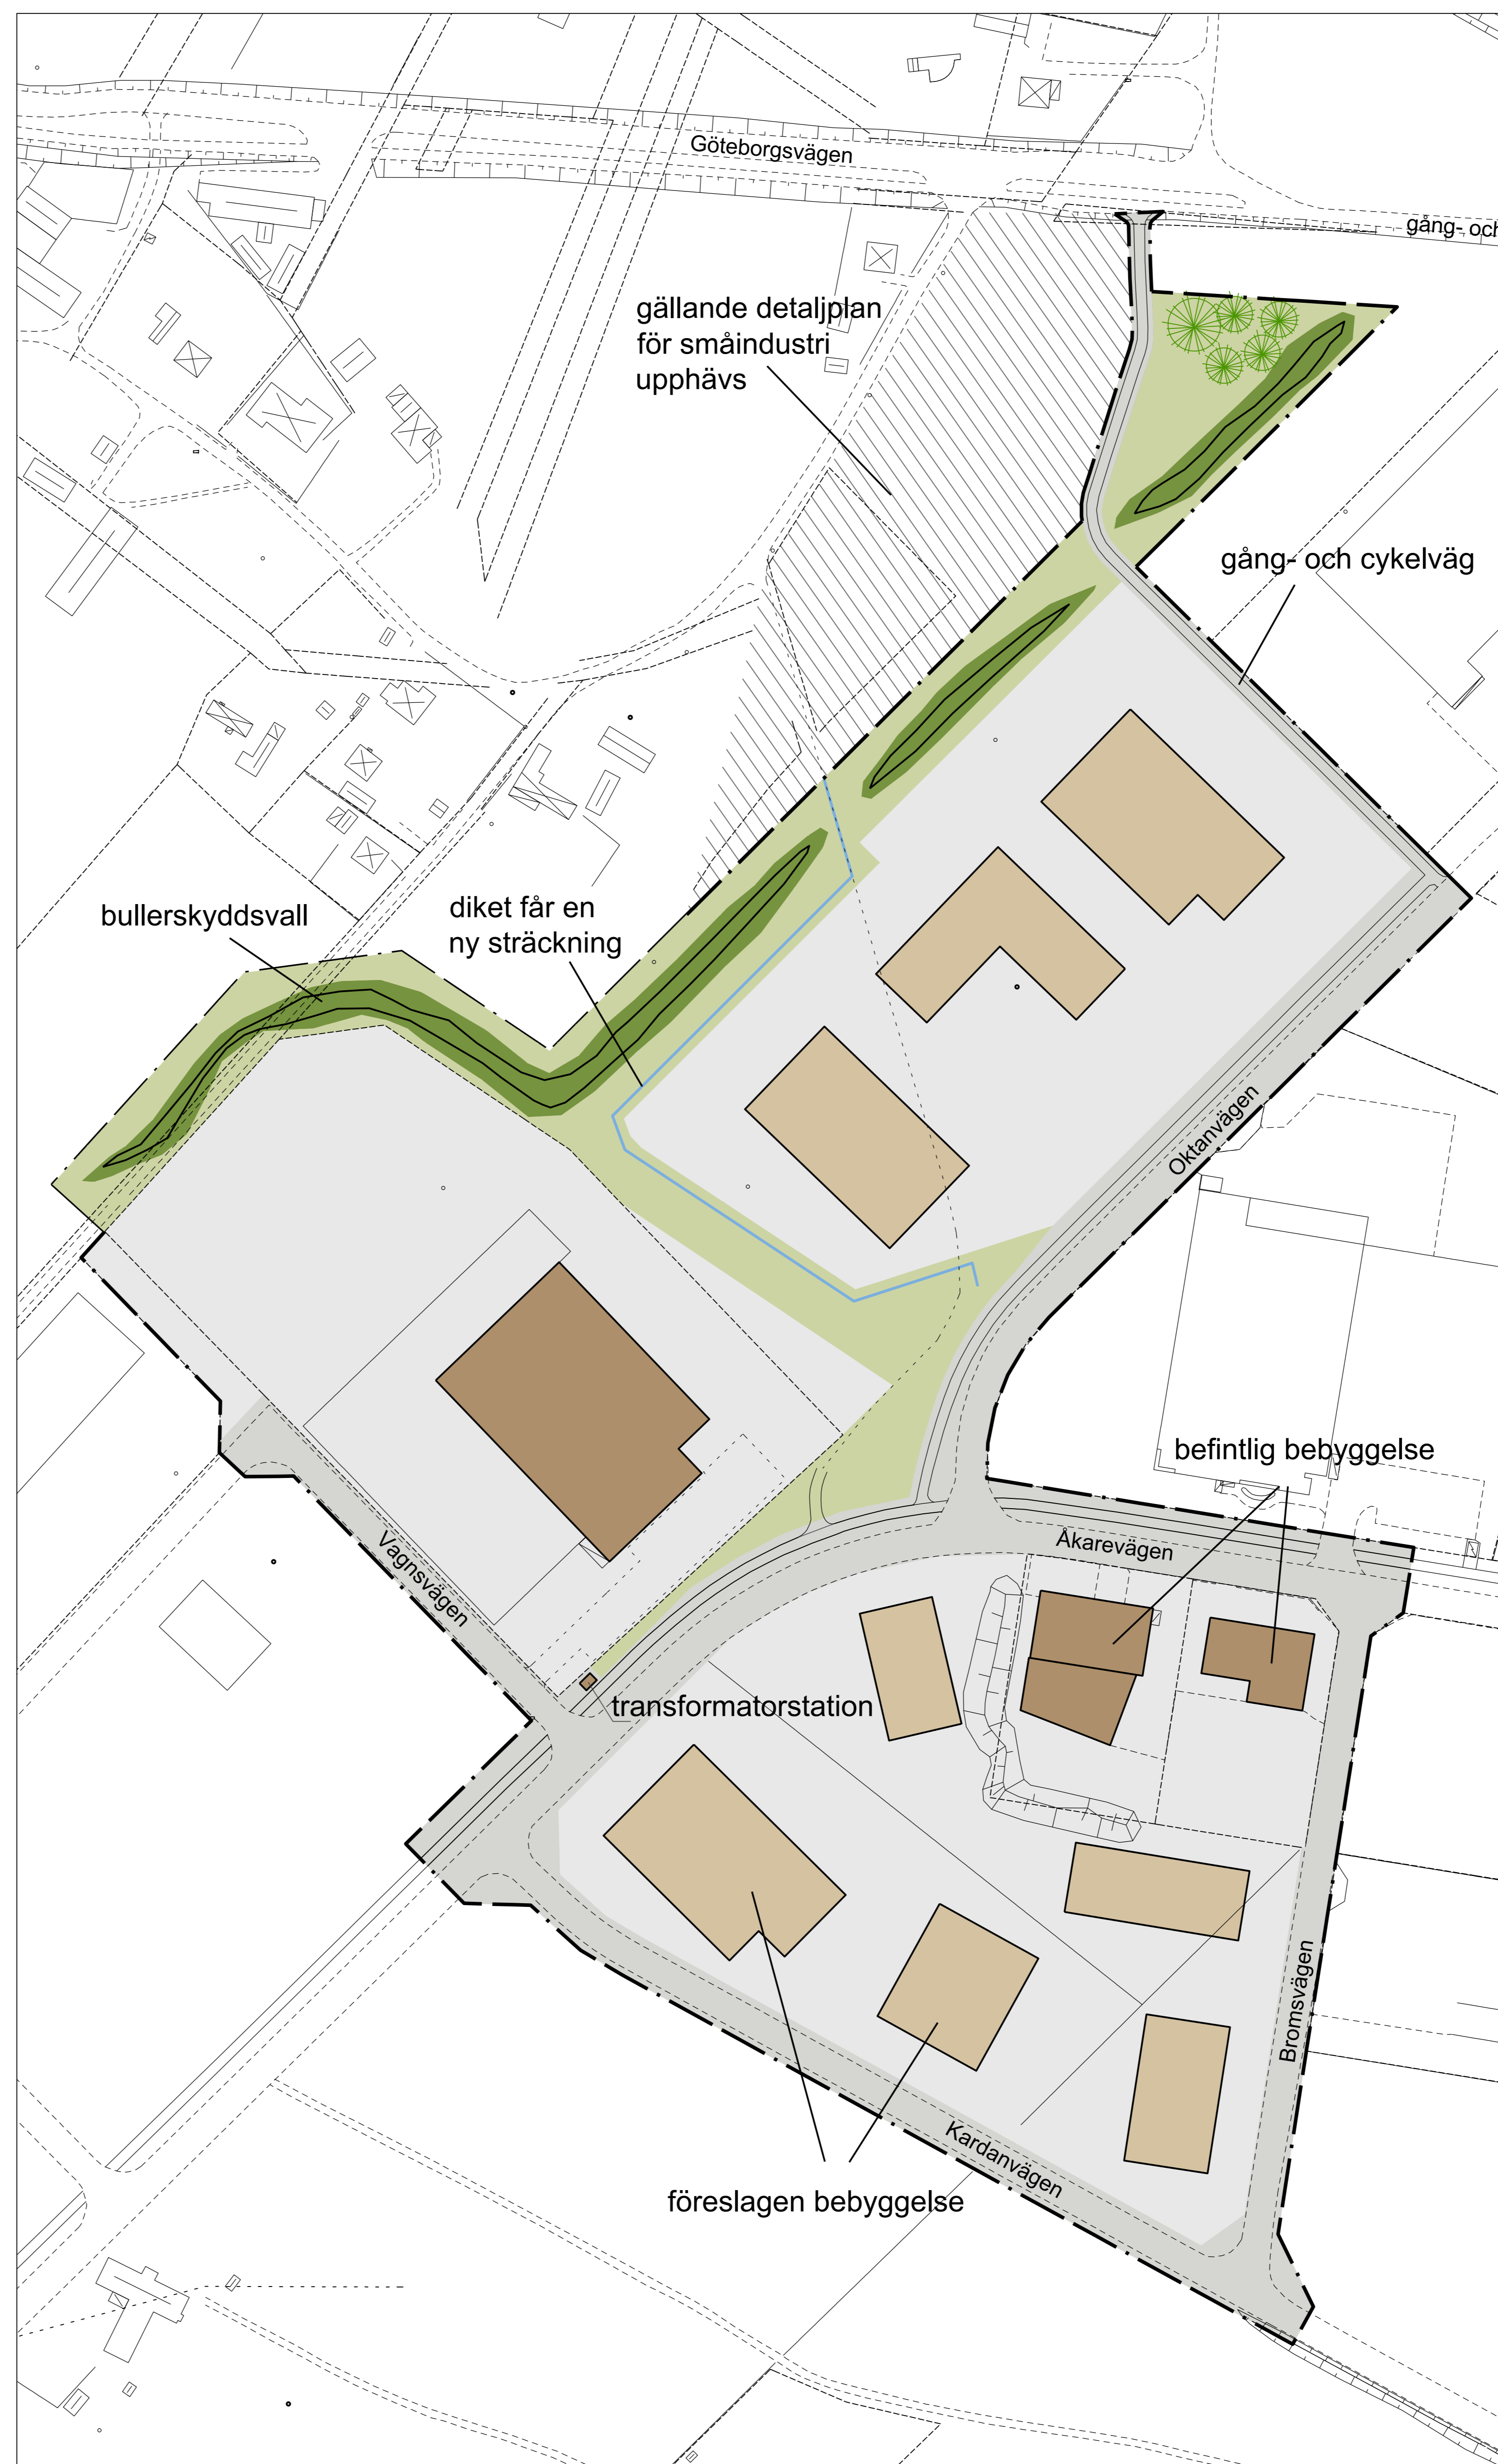 Göteborgsvägen
gång- och
gällande detaljplan
för småindustri
upphävs
gång- och cykelväg
bullerskyddsvall
diket får en
ny sträckning
Oktanvägen
befintlig bebyggelse
Åkarevägen
Vagnsvägen
transformatorstation
Bromsvägen
Kardanvägen
föreslagen bebyggelse